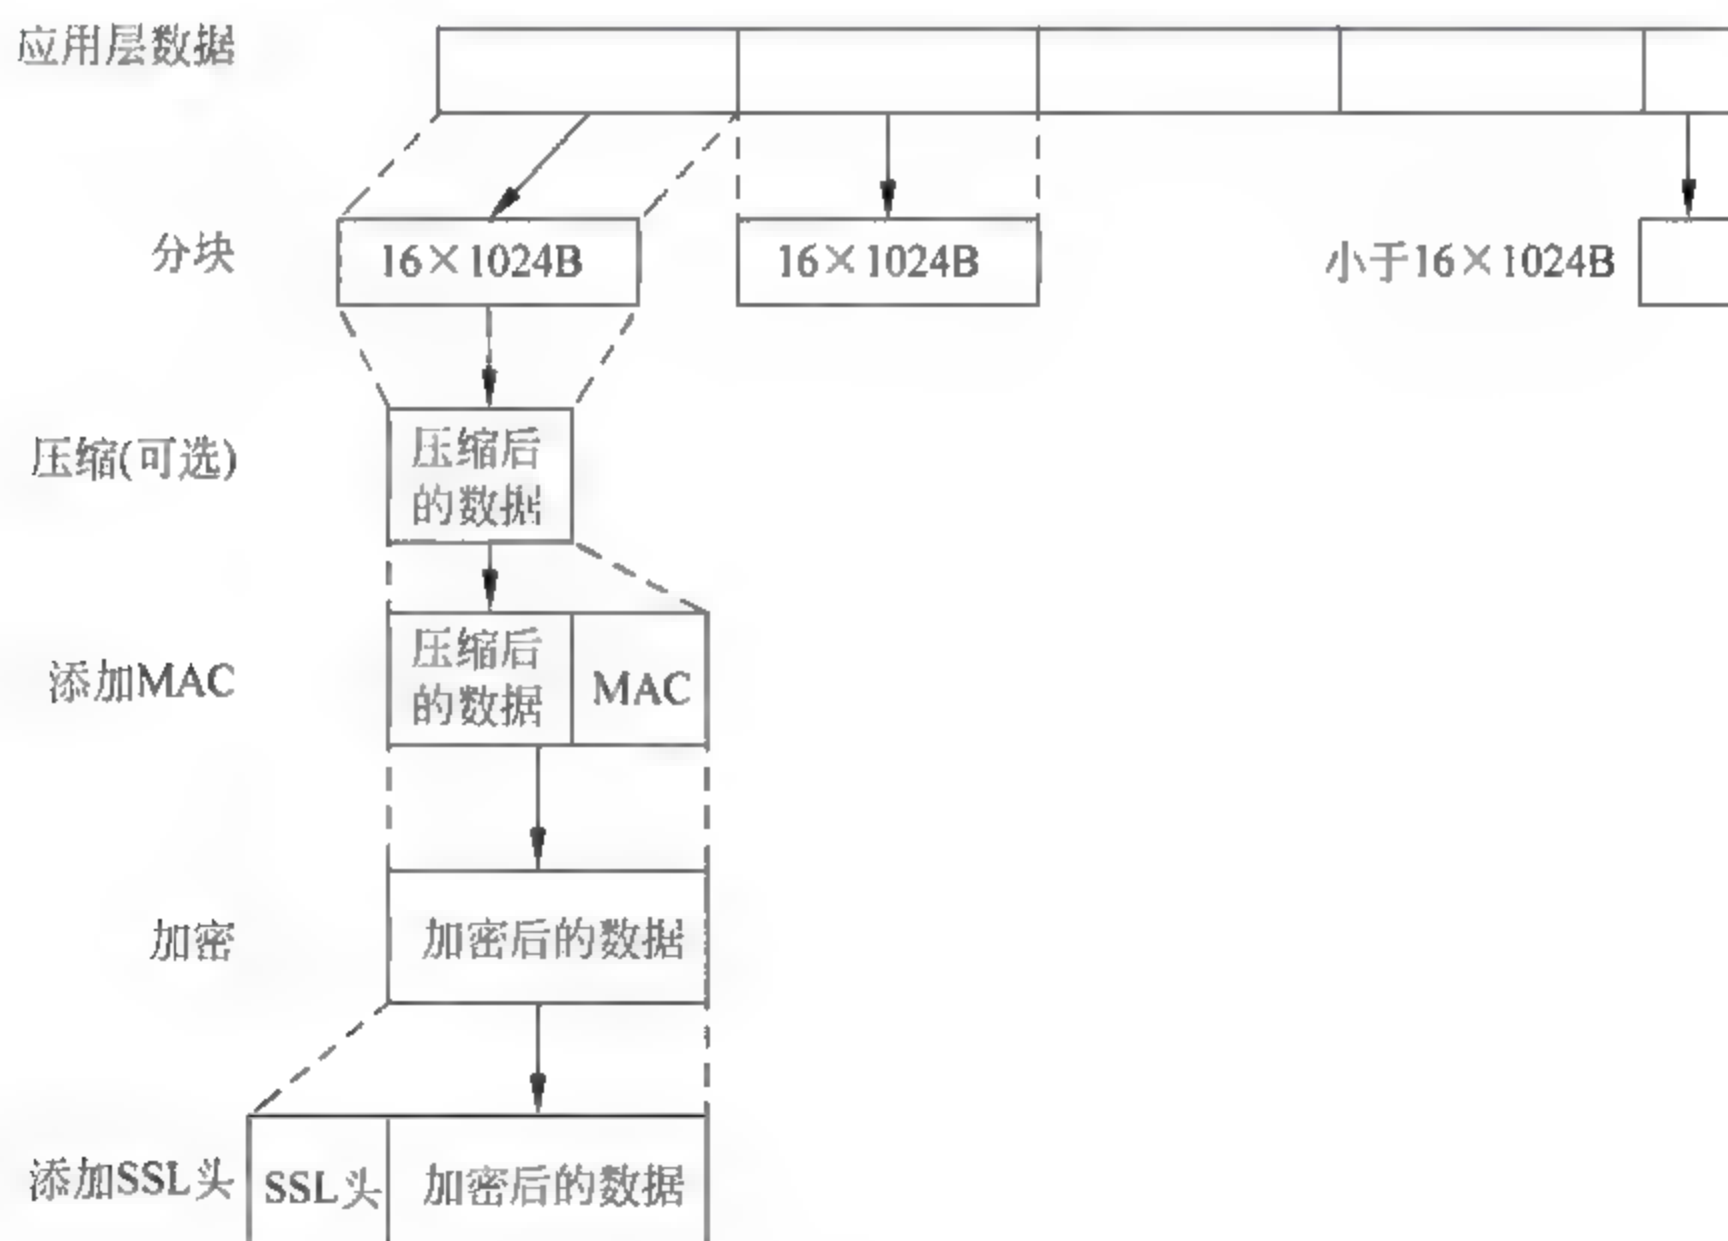 应用层数据
分块
16×1024B
16×1024B
小于16×1024B
压缩(可选)
压缩后
的数据
添加MAC
压缩后
的数据
MAC
加密
加密后的数据
添加SSL头
SSL头
加密后的数据